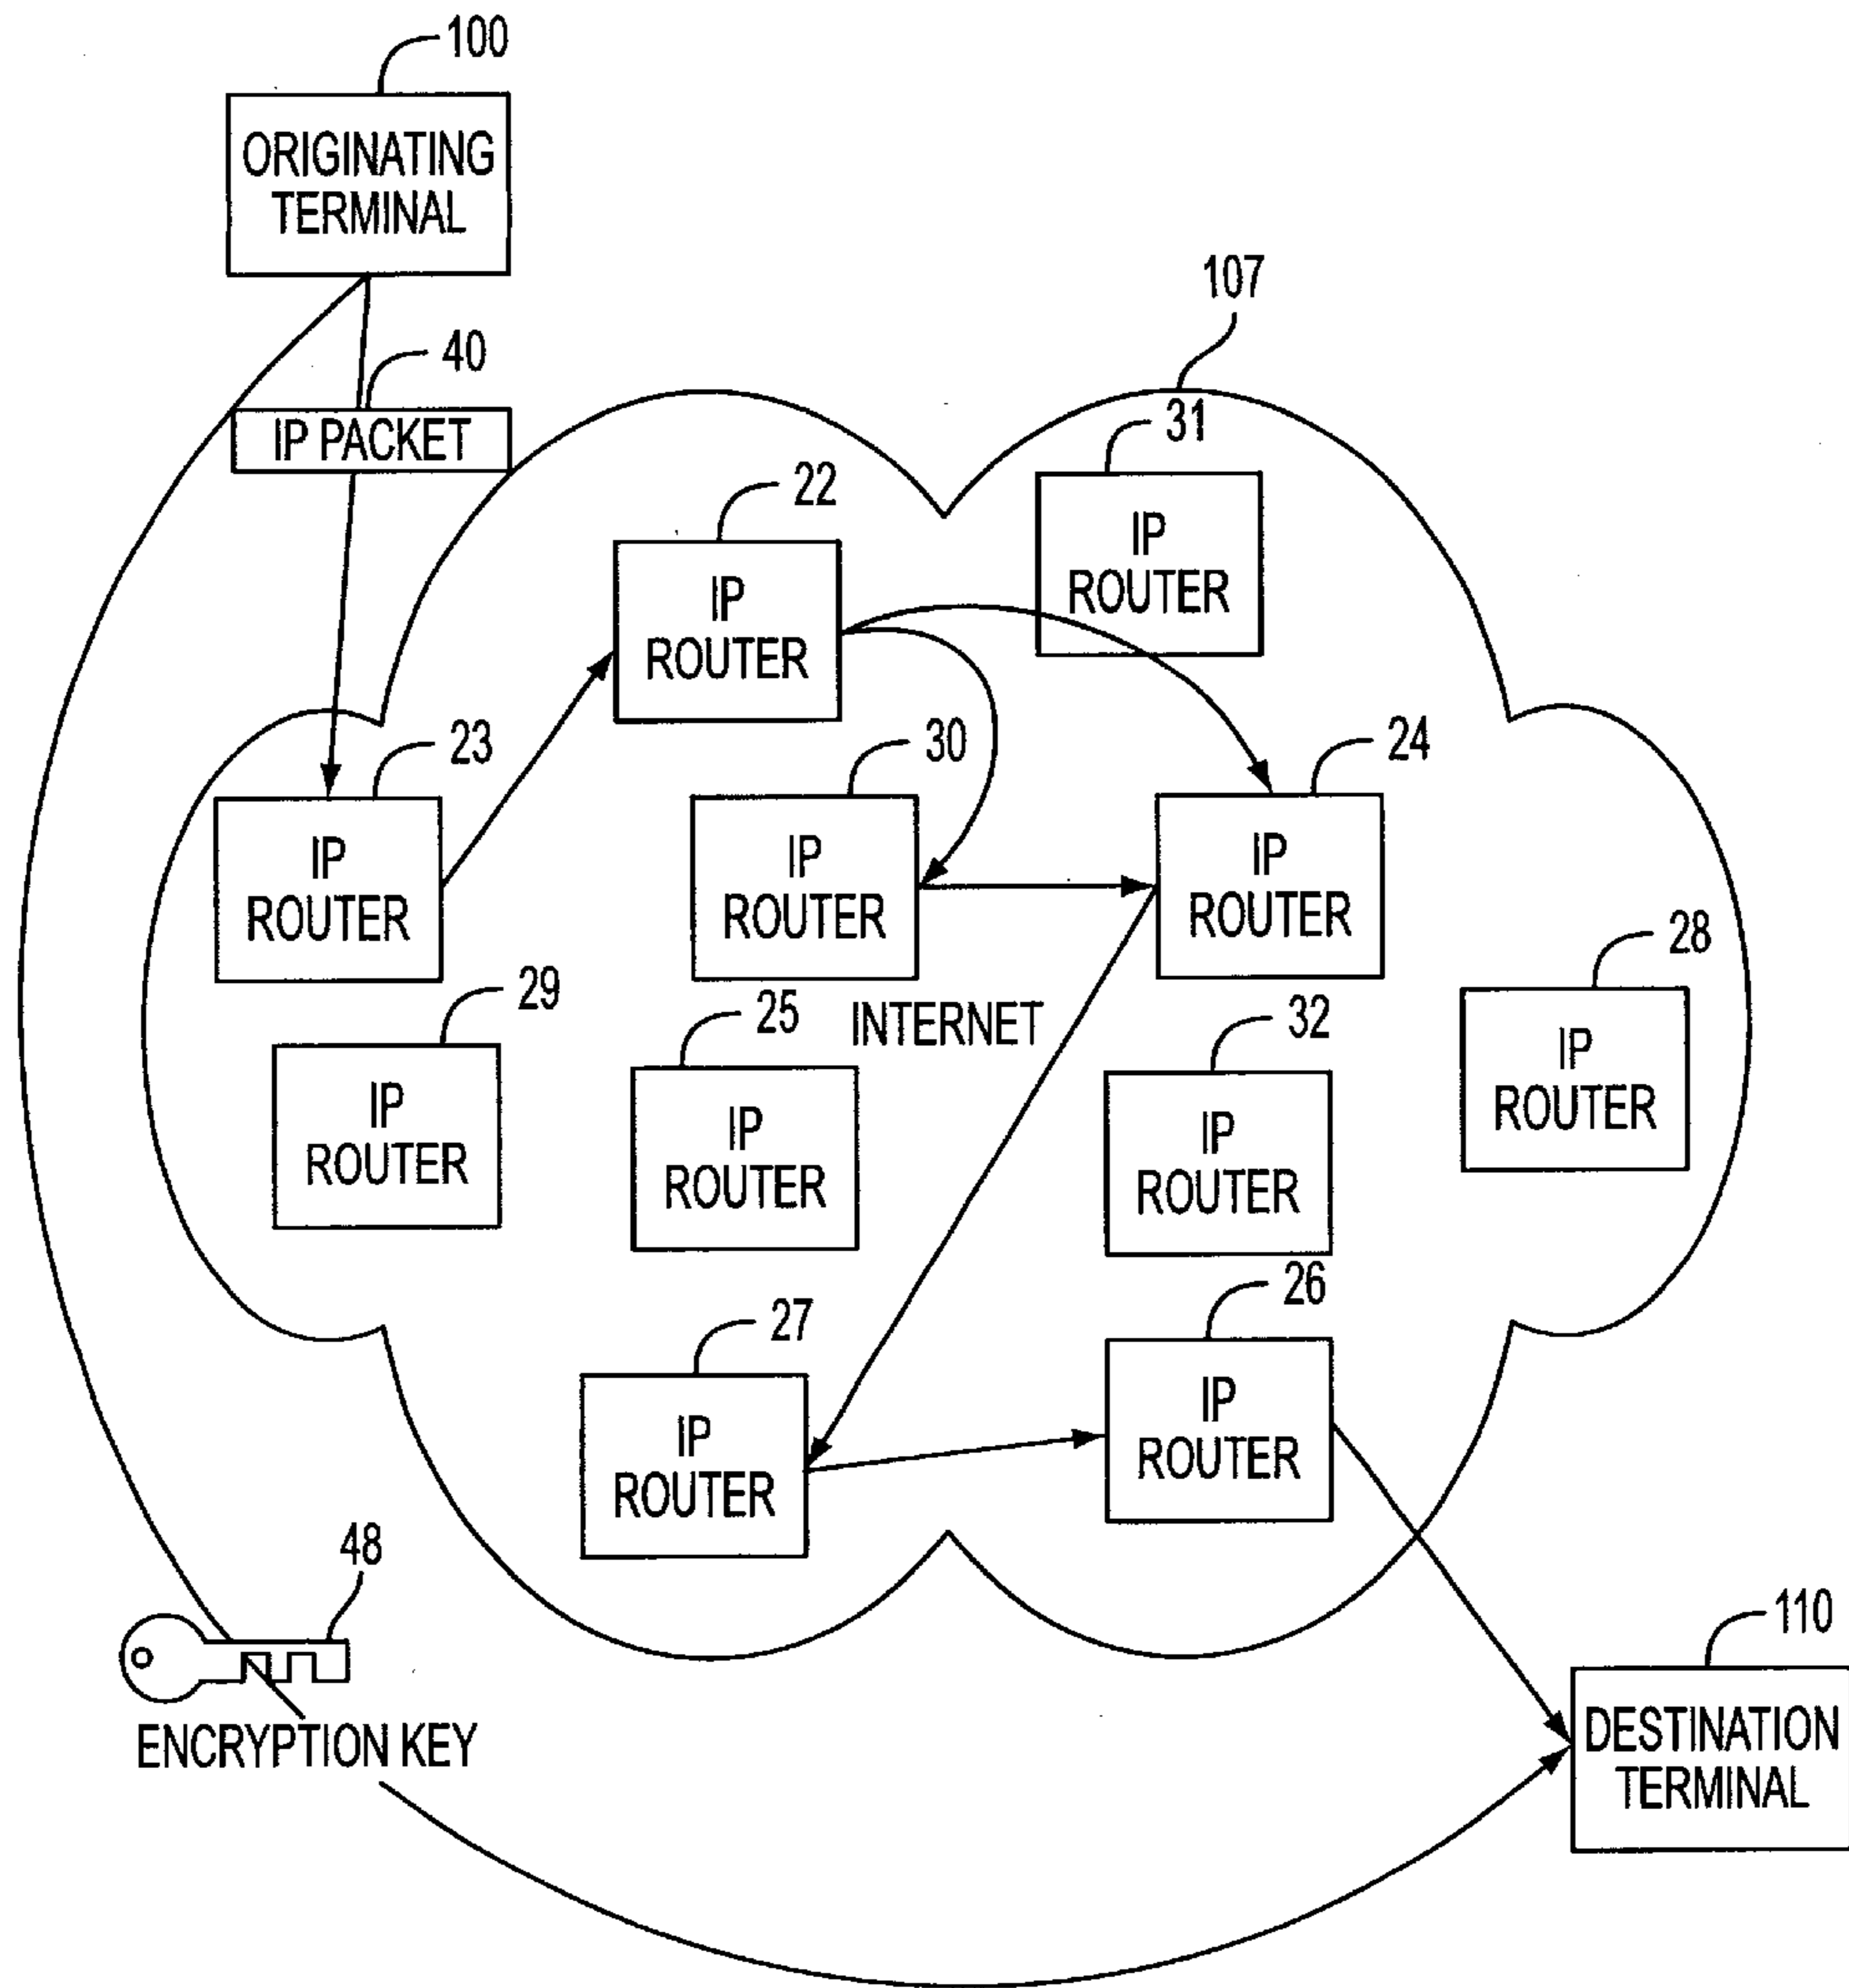 100
ORIGINATING
TERMINAL
107
40
IP PACKET
31
IP
ROUTER
22
IP
ROUTER
23
IP
ROUTER
30
IP
ROUTER
24
IP
ROUTER
28
IP
ROUTER
29
IP
ROUTER
25
IP
ROUTER
INTERNET
32
IP
ROUTER
27
IP
ROUTER
26
IP
ROUTER
48
ENCRYPTION KEY
110
DESTINATION
TERMINAL